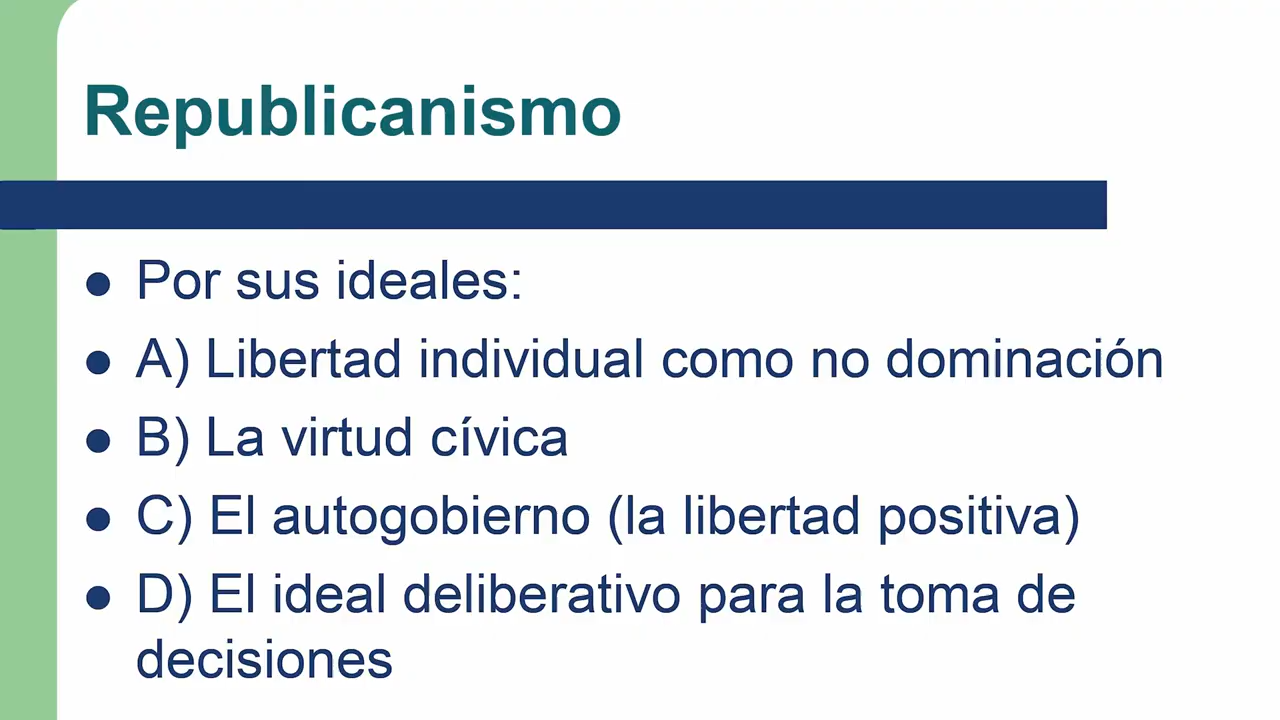 Republicanismo
Por sus ideales:
A) Libertad individual como no dominación
B) La virtud cívica
C) El autogobierno (la libertad positiva)
D) El ideal deliberativo para la toma de
decisiones